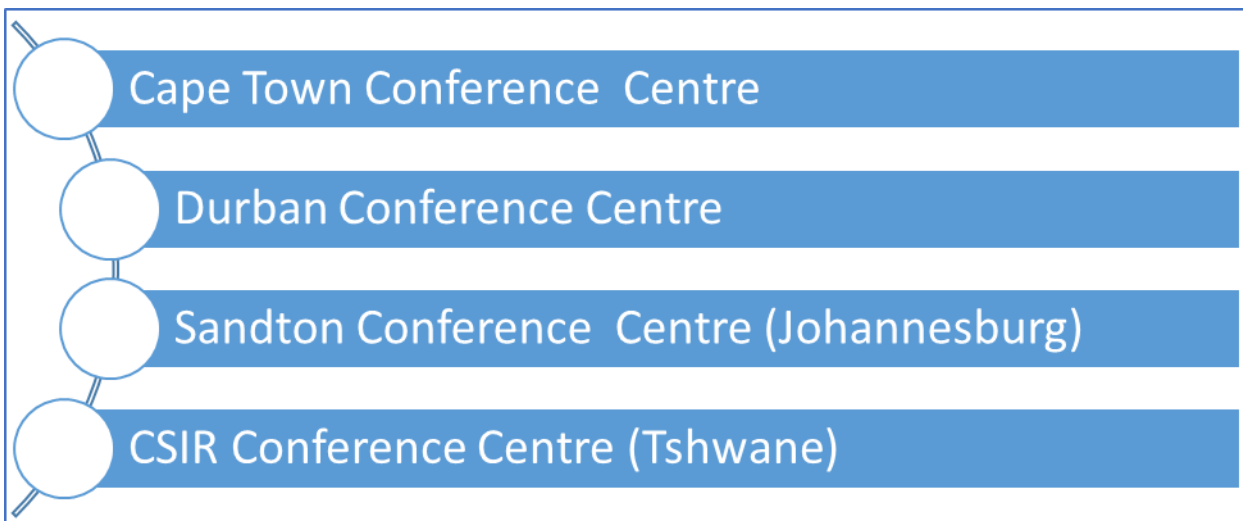 Cape Town Conference  Centre
Durban Conference Centre
Sandton Conference  Centre (Johannesburg)
CSIR Conference Centre (Tshwane)